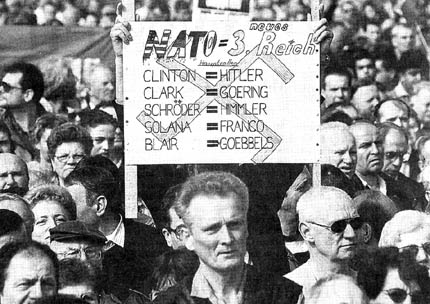 neues
NATO=3. Reich
CLINTON = HITLER
CLARK = GOERING
SCHRÖDER = HIMMLER
SOLANA = FRANCO
BLAIR = GOEBBELS